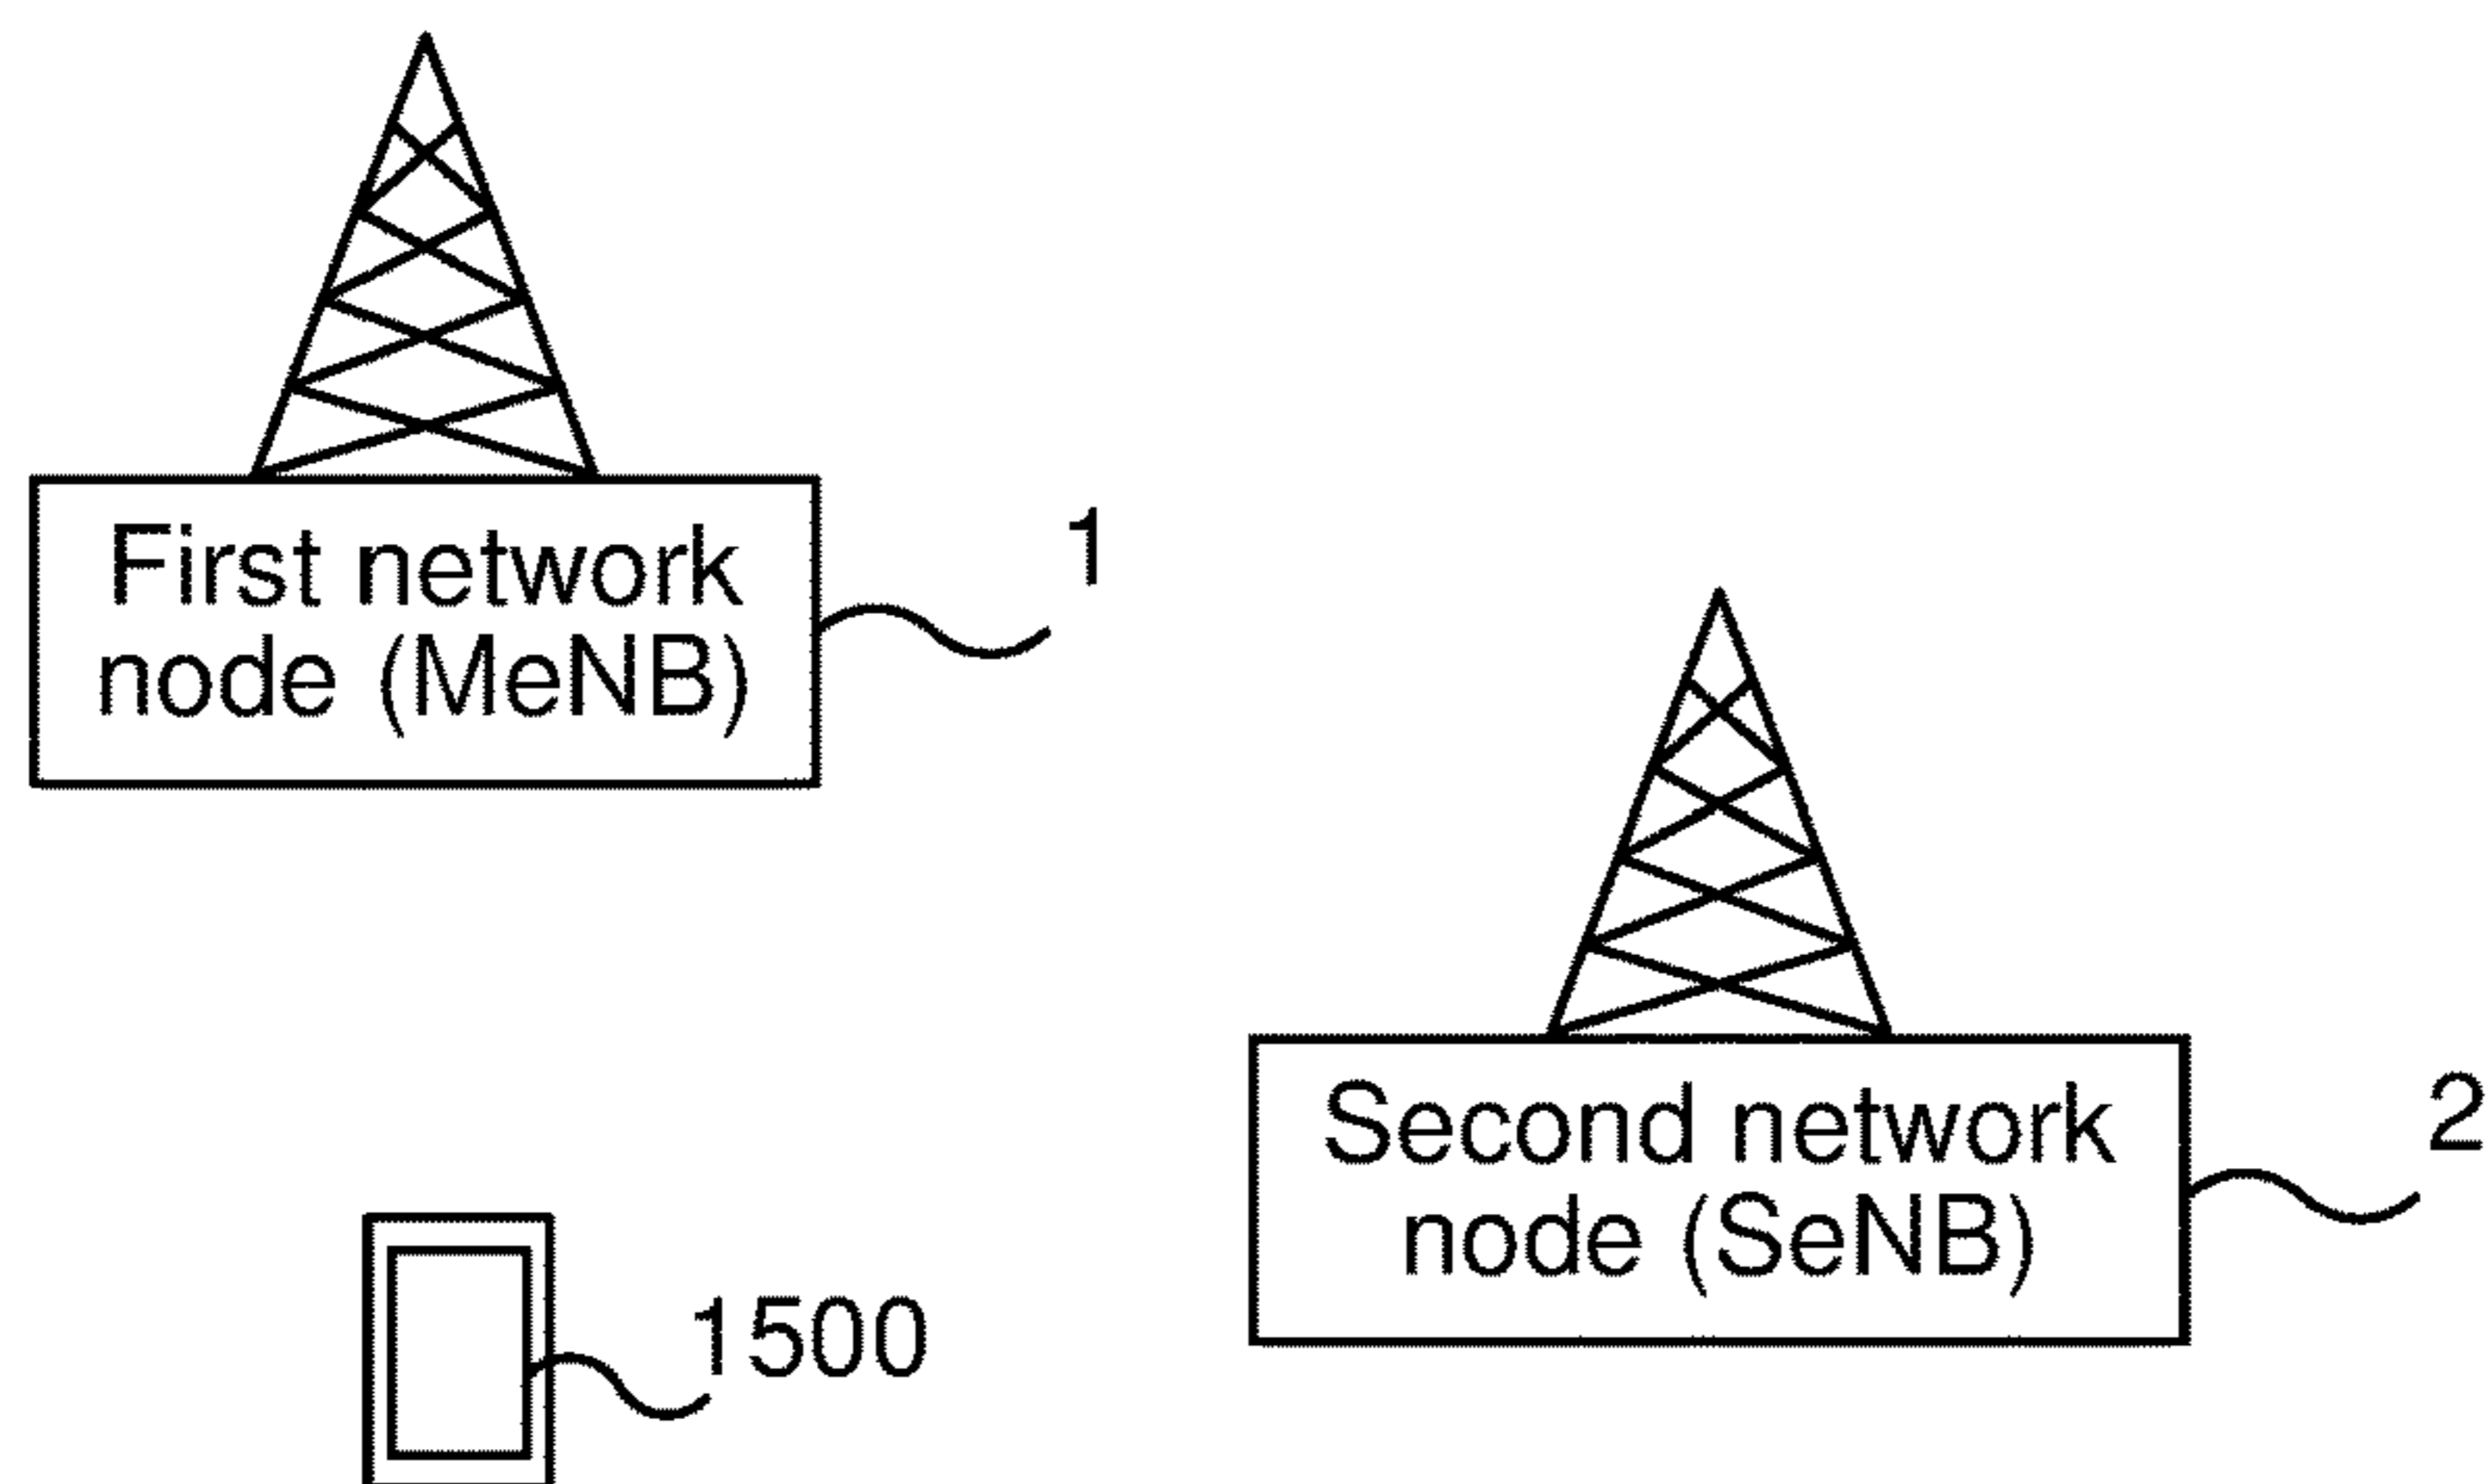 First network
node (MeNB)
1
Second network
node (SeNB)
2
1500